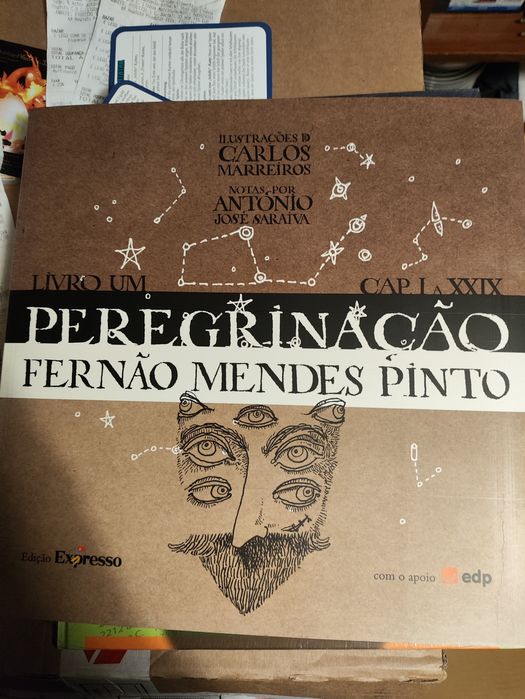 ILUSTRAÇÕES D
CARLOS
MARREIROS
NOTAS POR
ANTÓNIO
JOSÉ SARAIVA
LIVRO UM
CAP. I A XXIX
PEREGRINAÇÃO
FERNÃO MENDES PINTO
Edição Expresso
com o apoio edp